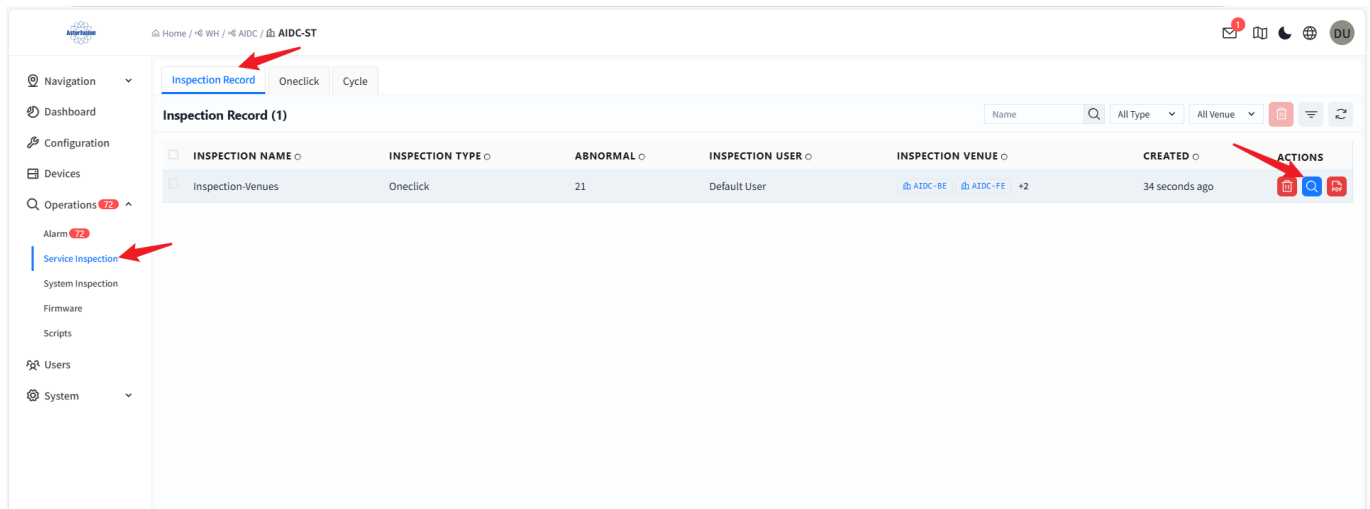 Asterfusion
Home / WH / AIDC / AIDC-ST
1
DU
Navigation
Dashboard
Configuration
Devices
Operations 72
Alarm 72
Service Inspection
System Inspection
Firmware
Scripts
Users
System
Inspection Record
Oneclick
Cycle
Inspection Record (1)
Name
All Type
All Venue
INSPECTION NAME INSPECTION TYPE ABNORMAL INSPECTION USER INSPECTION VENUE CREATED ACTIONS
Inspection-Venues Oneclick 21 Default User AIDC-BE AIDC-FE +2 34 seconds ago PDF